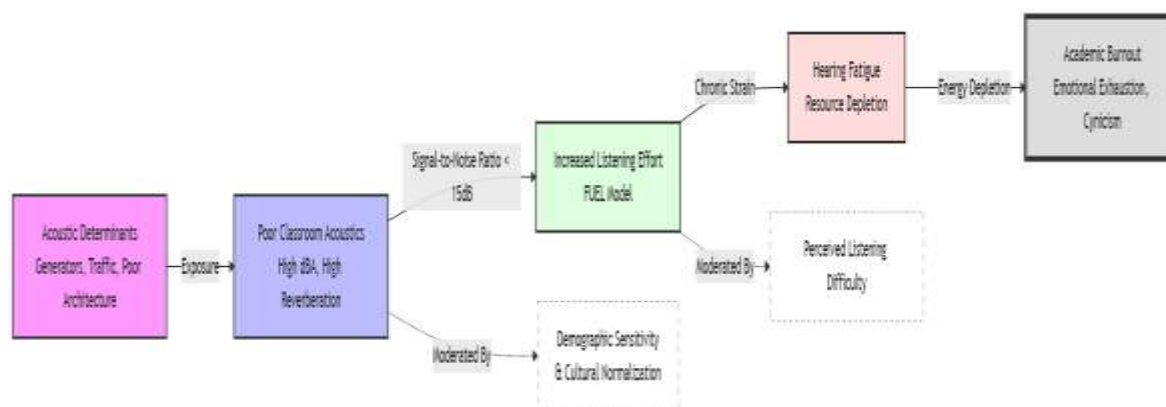 Acoustic Determinants
Generators, Traffic, Poor
Architecture
Exposure
Poor Classroom Acoustics
High dBA, High
Reverberation
Signal-to-Noise Ratio <
15dB
Moderated By
Demographic Sensitivity
& Cultural Normalization
Increased Listening Effort
FUEL Model
Chronic Strain
Moderated By
Perceived Listening
Difficulty
Hearing Fatigue
Resource Depletion
Energy Depletion
Academic Burnout
Emotional Exhaustion,
Cynicism